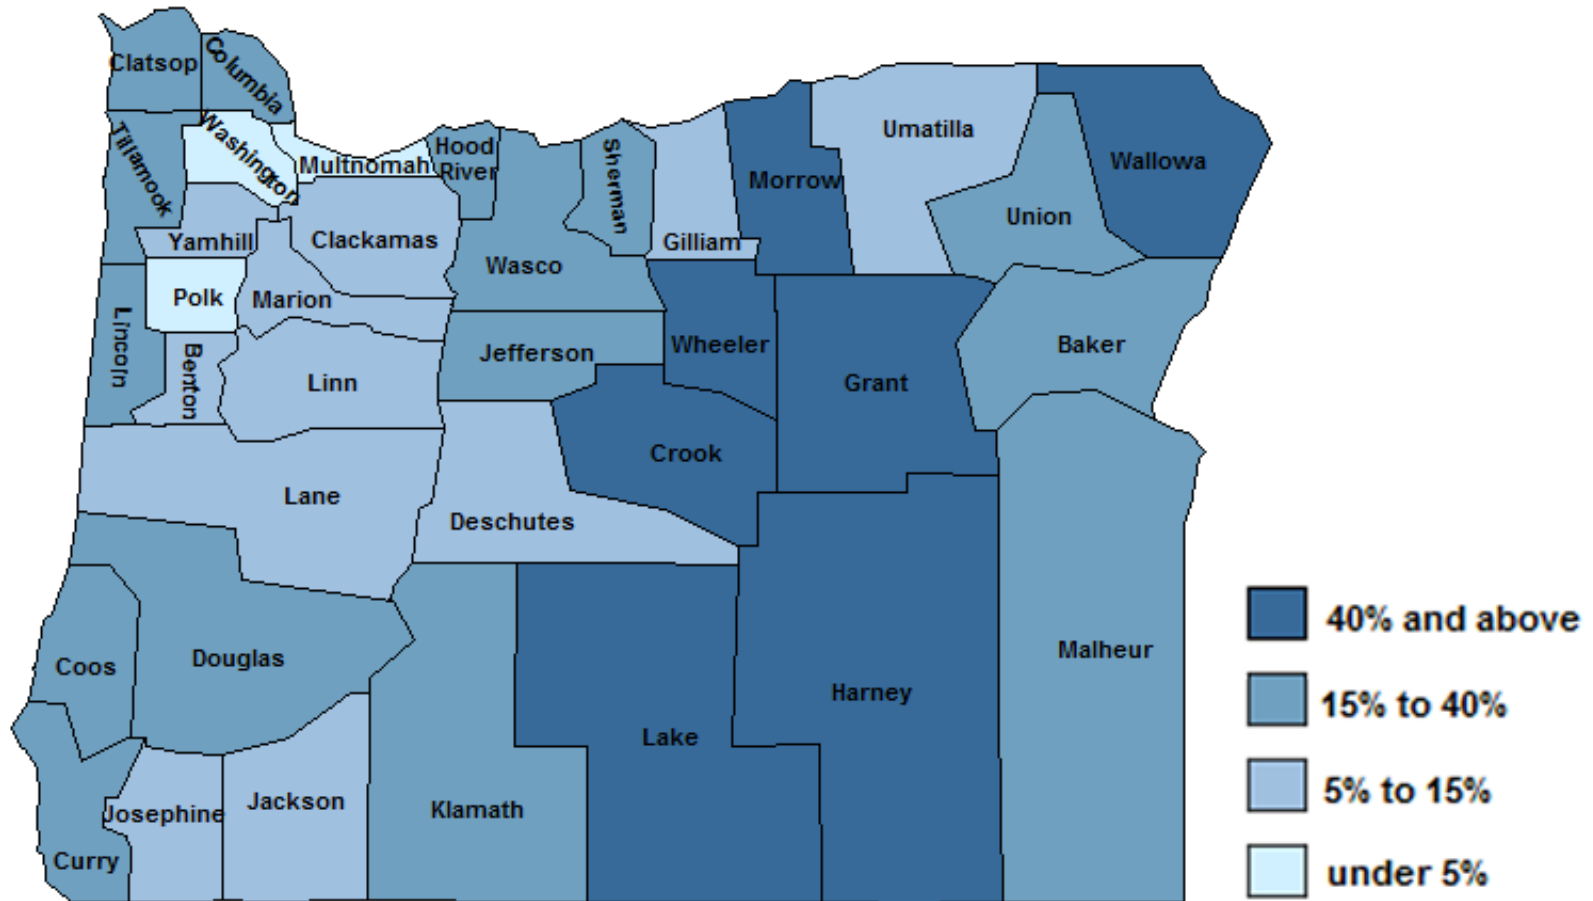 Clatsop
Columbia
Tillamook
Washington
Multnomah
Hood
River
Sherman
Umatilla
Wallowa
Morrow
Union
Yamhill
Clackamas
Gilliam
Wasco
Polk
Marion
Lincoln
Benton
Linn
Jefferson
Wheeler
Grant
Baker
Crook
Lane
Deschutes
Coos
Douglas
Malheur
Harney
Lake
Josephine
Jackson
Klamath
Curry
40% and above
15% to 40%
5% to 15%
under 5%